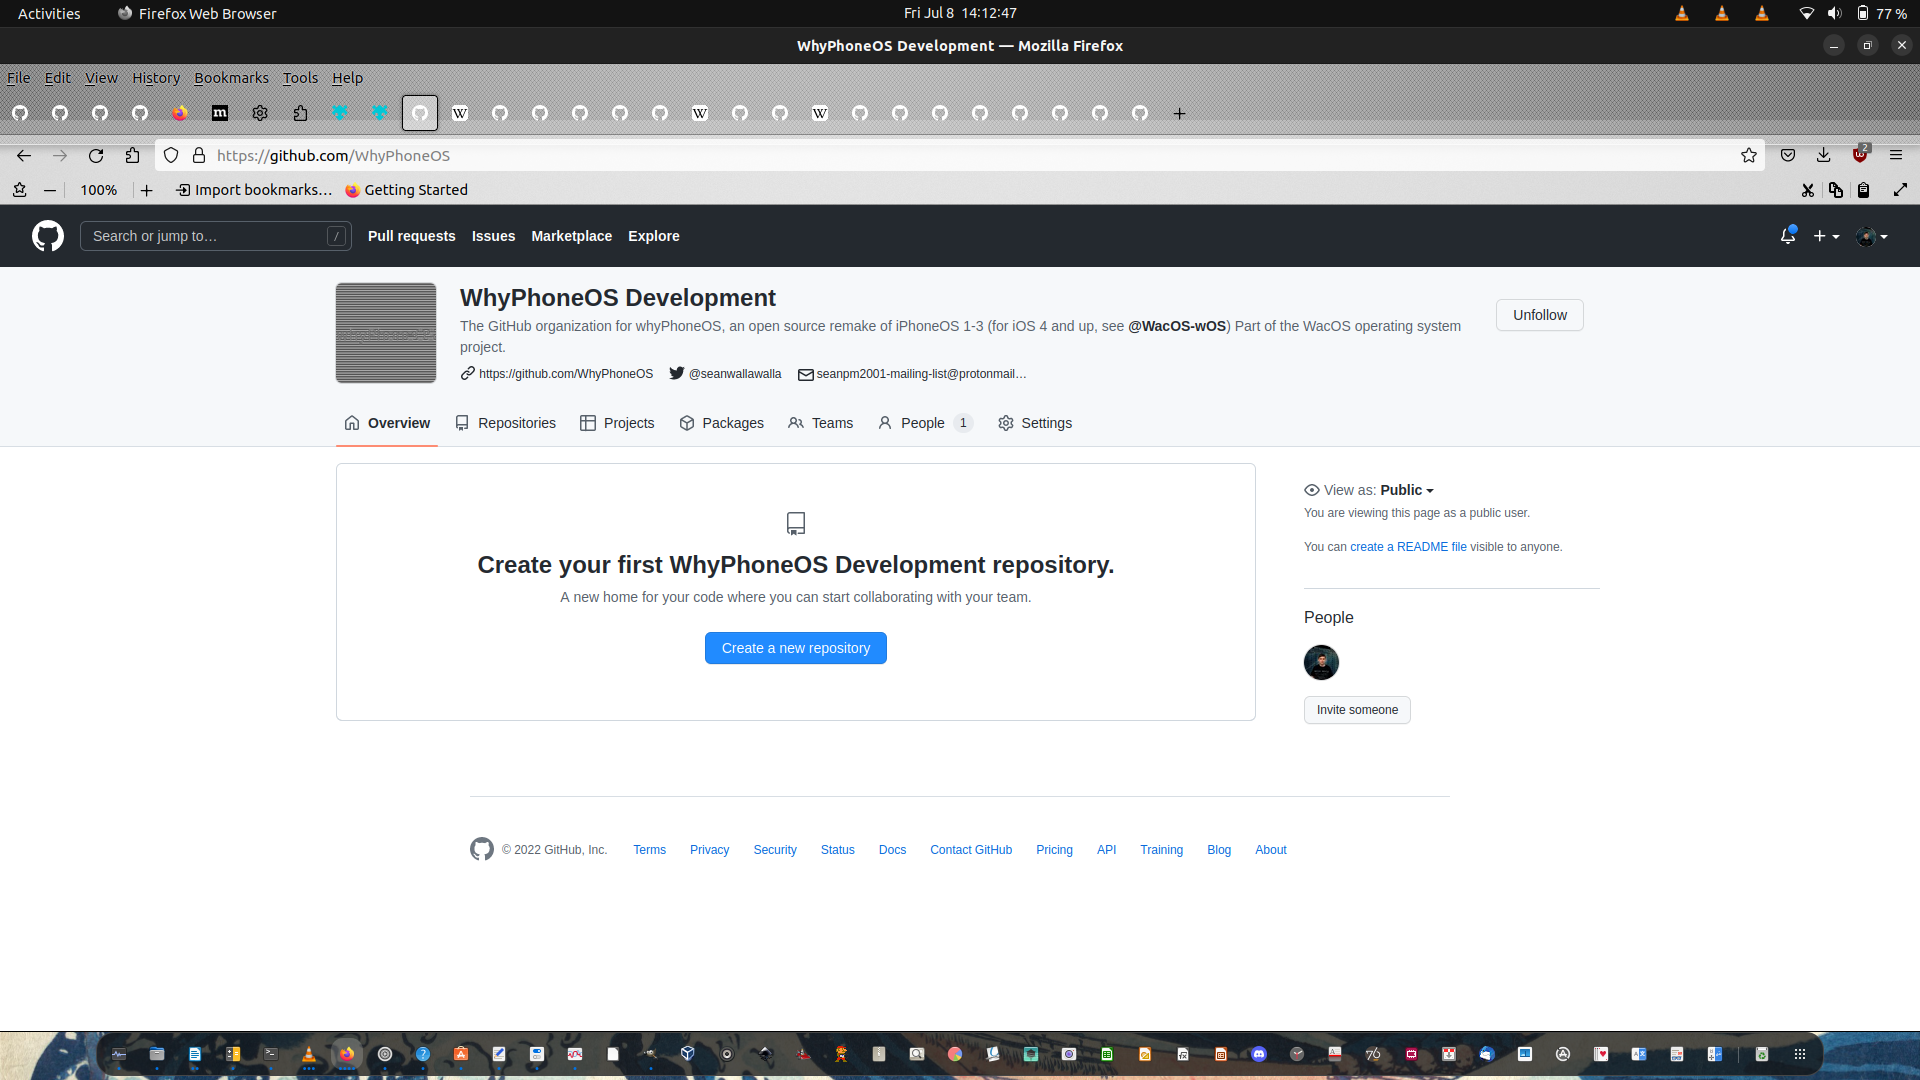 Activities Firefox Web Browser Fri Jul 8 14:12:47 77 %
WhyPhoneOS Development — Mozilla Firefox
File Edit View History Bookmarks Tools Help
https://github.com/WhyPhoneOS 2
100% Import bookmarks… Getting Started
Search or jump to… / Pull requests Issues Marketplace Explore
WhyPhoneOS Development
The GitHub organization for whyPhoneOS, an open source remake of iPhoneOS 1-3 (for iOS 4 and up, see @WacOS-wOS) Part of the WacOS operating system
project.
Unfollow
https://github.com/WhyPhoneOS @seanwallawalla seanpm2001-mailing-list@protonmail…
Overview Repositories Projects Packages Teams People 1 Settings
Create your first WhyPhoneOS Development repository.
A new home for your code where you can start collaborating with your team.
Create a new repository
View as: Public
You are viewing this page as a public user.
You can create a README file visible to anyone.
People
Invite someone
© 2022 GitHub, Inc. Terms Privacy Security Status Docs Contact GitHub Pricing API Training Blog About